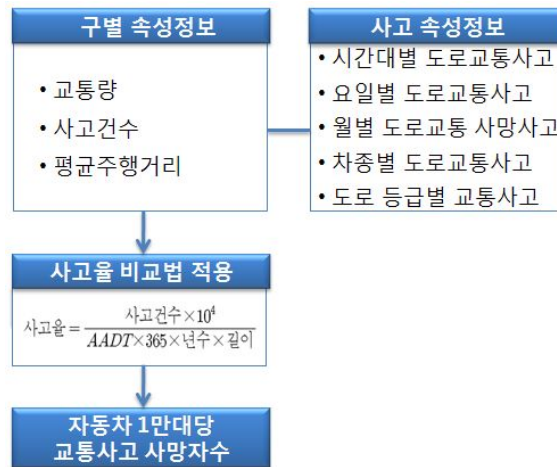 구별 속성정보
• 교통량
• 사고건수
• 평균주행거리
사고 속성정보
• 시간대별 도로교통사고
• 요일별 도로교통사고
• 월별 도로교통 사망사고
• 차종별 도로교통사고
• 도로 등급별 교통사고
사고율 비교법 적용
사고율 = 사고건수×10⁴ / AADT×365×년수×길이
자동차 1만대당
교통사고 사망자수